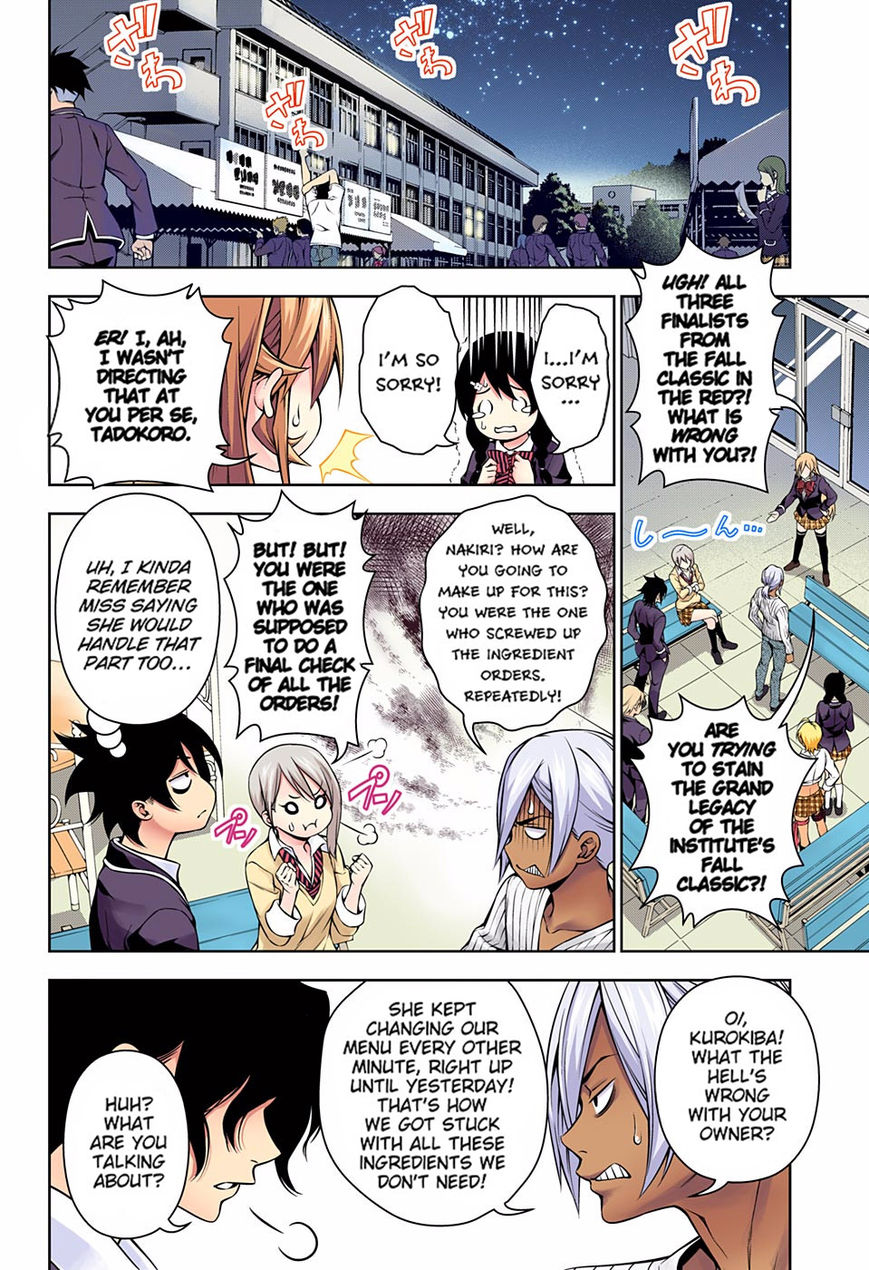 ざわ
ざわ
ざわ
ざわ
UGH! ALL
THREE
FINALISTS
FROM
THE FALL
CLASSIC IN
THE RED?!
WHAT IS
WRONG
WITH YOU?!
しーん…
ARE
YOU TRYING
TO STAIN
THE GRAND
LEGACY
OF THE
INSTITUTE'S
FALL
CLASSIC?!
I...I'M
SORRY
...
I'M SO
SORRY!
ER! I, AH,
I WASN'T
DIRECTING
THAT AT
YOU PER SE,
TADOKORO.
WELL,
NAKIRI? HOW ARE
YOU GOING TO
MAKE UP FOR THIS?
YOU WERE THE ONE
WHO SCREWED UP
THE INGREDIENT
ORDERS.
REPEATEDLY!
BUT! BUT!
YOU WERE
THE ONE
WHO WAS
SUPPOSED
TO DO A
FINAL CHECK
OF ALL THE
ORDERS!
プン
プン
UH, I KINDA
REMEMBER
MISS SAYING
SHE WOULD
HANDLE THAT
PART TOO...
OI,
KUROKIBA!
WHAT THE
HELL'S
WRONG
WITH YOUR
OWNER?
SHE KEPT
CHANGING OUR
MENU EVERY OTHER
MINUTE, RIGHT UP
UNTIL YESTERDAY!
THAT'S HOW
WE GOT STUCK
WITH ALL THESE
INGREDIENTS WE
DON'T NEED!
HUH?
WHAT
ARE YOU
TALKING
ABOUT?